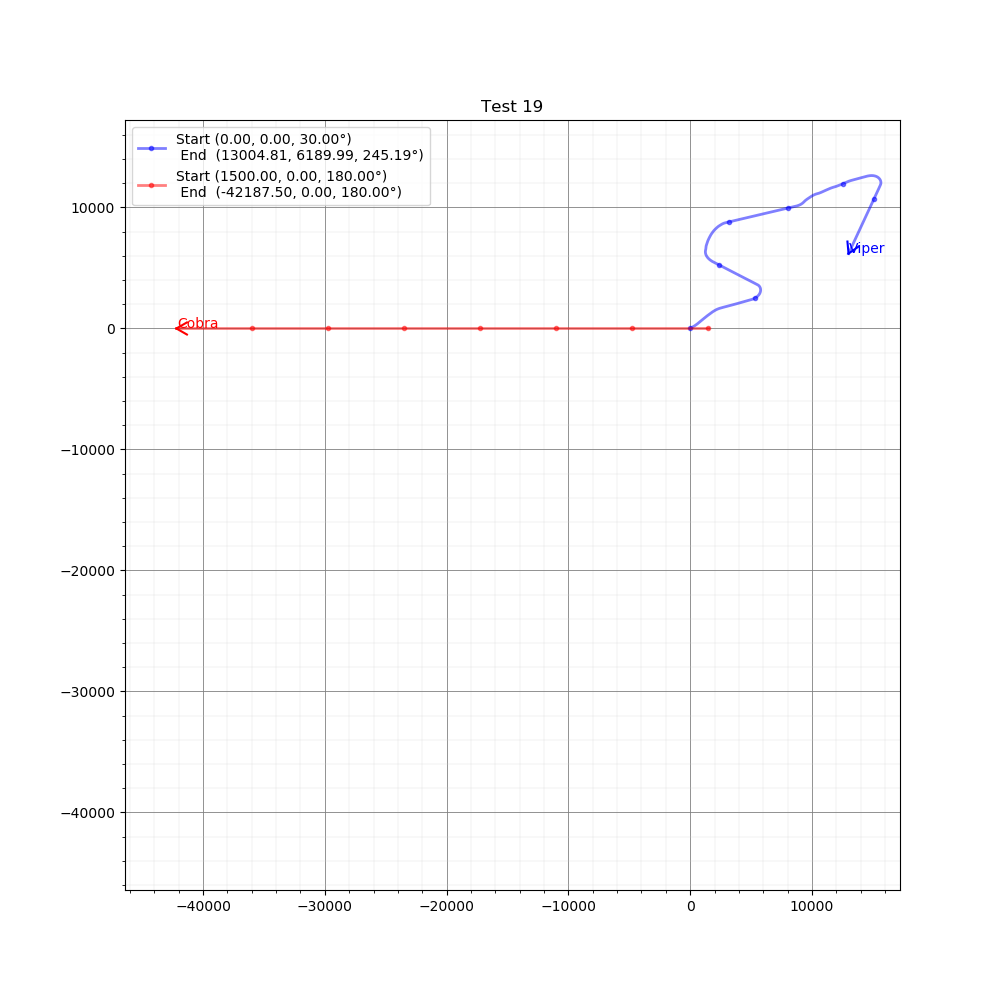 Test 19
Start (0.00, 0.00, 30.00°)
End (13004.81, 6189.99, 245.19°)
Start (1500.00, 0.00, 180.00°)
End (-42187.50, 0.00, 180.00°)
10000
0
−10000
−20000
−30000
−40000
Viper
Cobra
−40000
−30000
−20000
−10000
0
10000